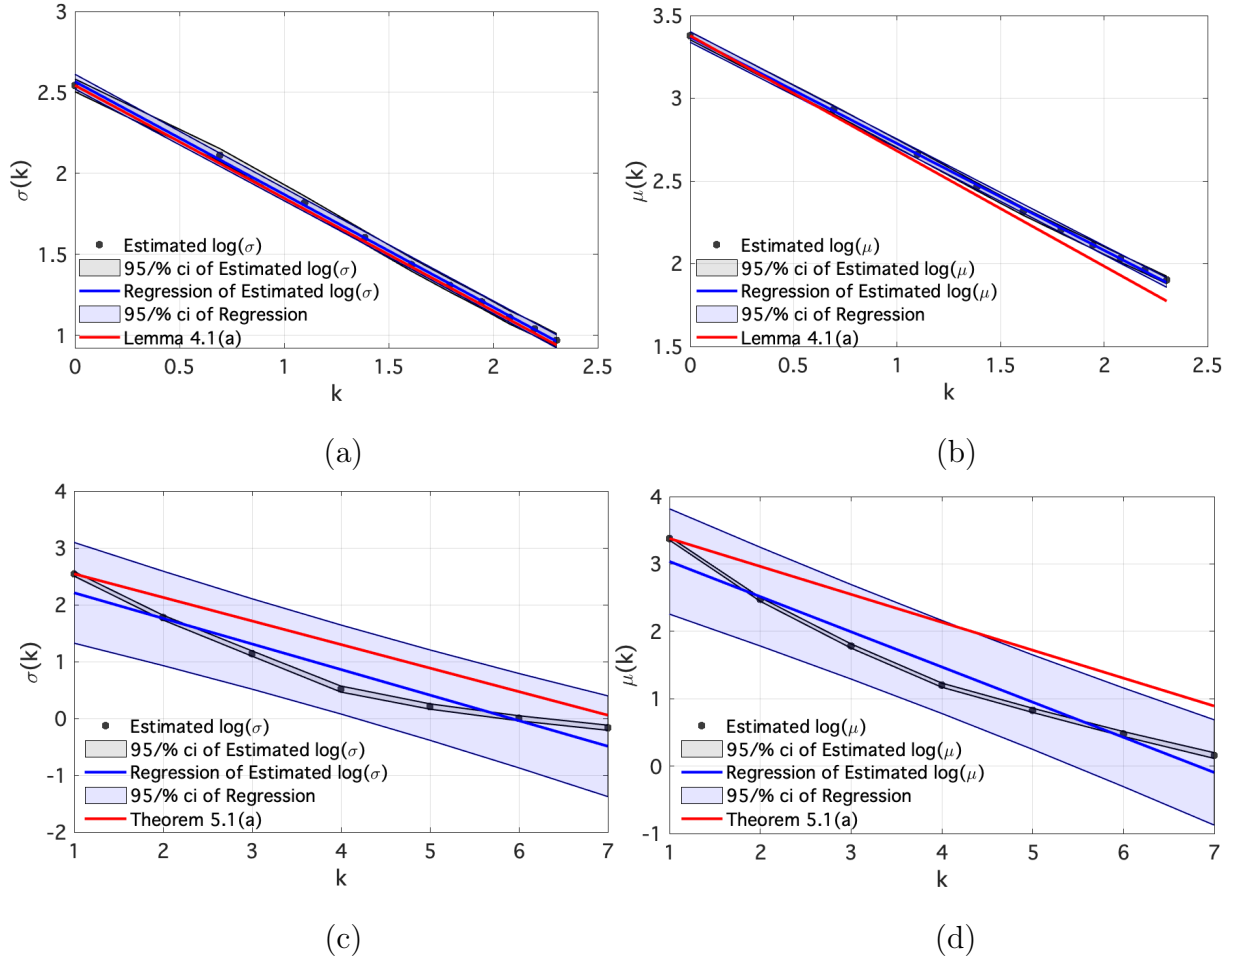 3
2.5
2
1.5
1
σ(k)
Estimated log(σ)
95/% ci of Estimated log(σ)
Regression of Estimated log(σ)
95/% ci of Regression
Lemma 4.1(a)
0 0.5 1 1.5 2 2.5
k
(a)
3.5
3
2.5
2
1.5
μ(k)
Estimated log(μ)
95/% ci of Estimated log(μ)
Regression of Estimated log(μ)
95/% ci of Regression
Lemma 4.1(a)
0 0.5 1 1.5 2 2.5
k
(b)
4
3
2
1
0
-1
-2
σ(k)
Estimated log(σ)
95/% ci of Estimated log(σ)
Regression of Estimated log(σ)
95/% ci of Regression
Theorem 5.1(a)
1 2 3 4 5 6 7
k
(c)
4
3
2
1
0
-1
μ(k)
Estimated log(μ)
95/% ci of Estimated log(μ)
Regression of Estimated log(μ)
95/% ci of Regression
Theorem 5.1(a)
1 2 3 4 5 6 7
k
(d)